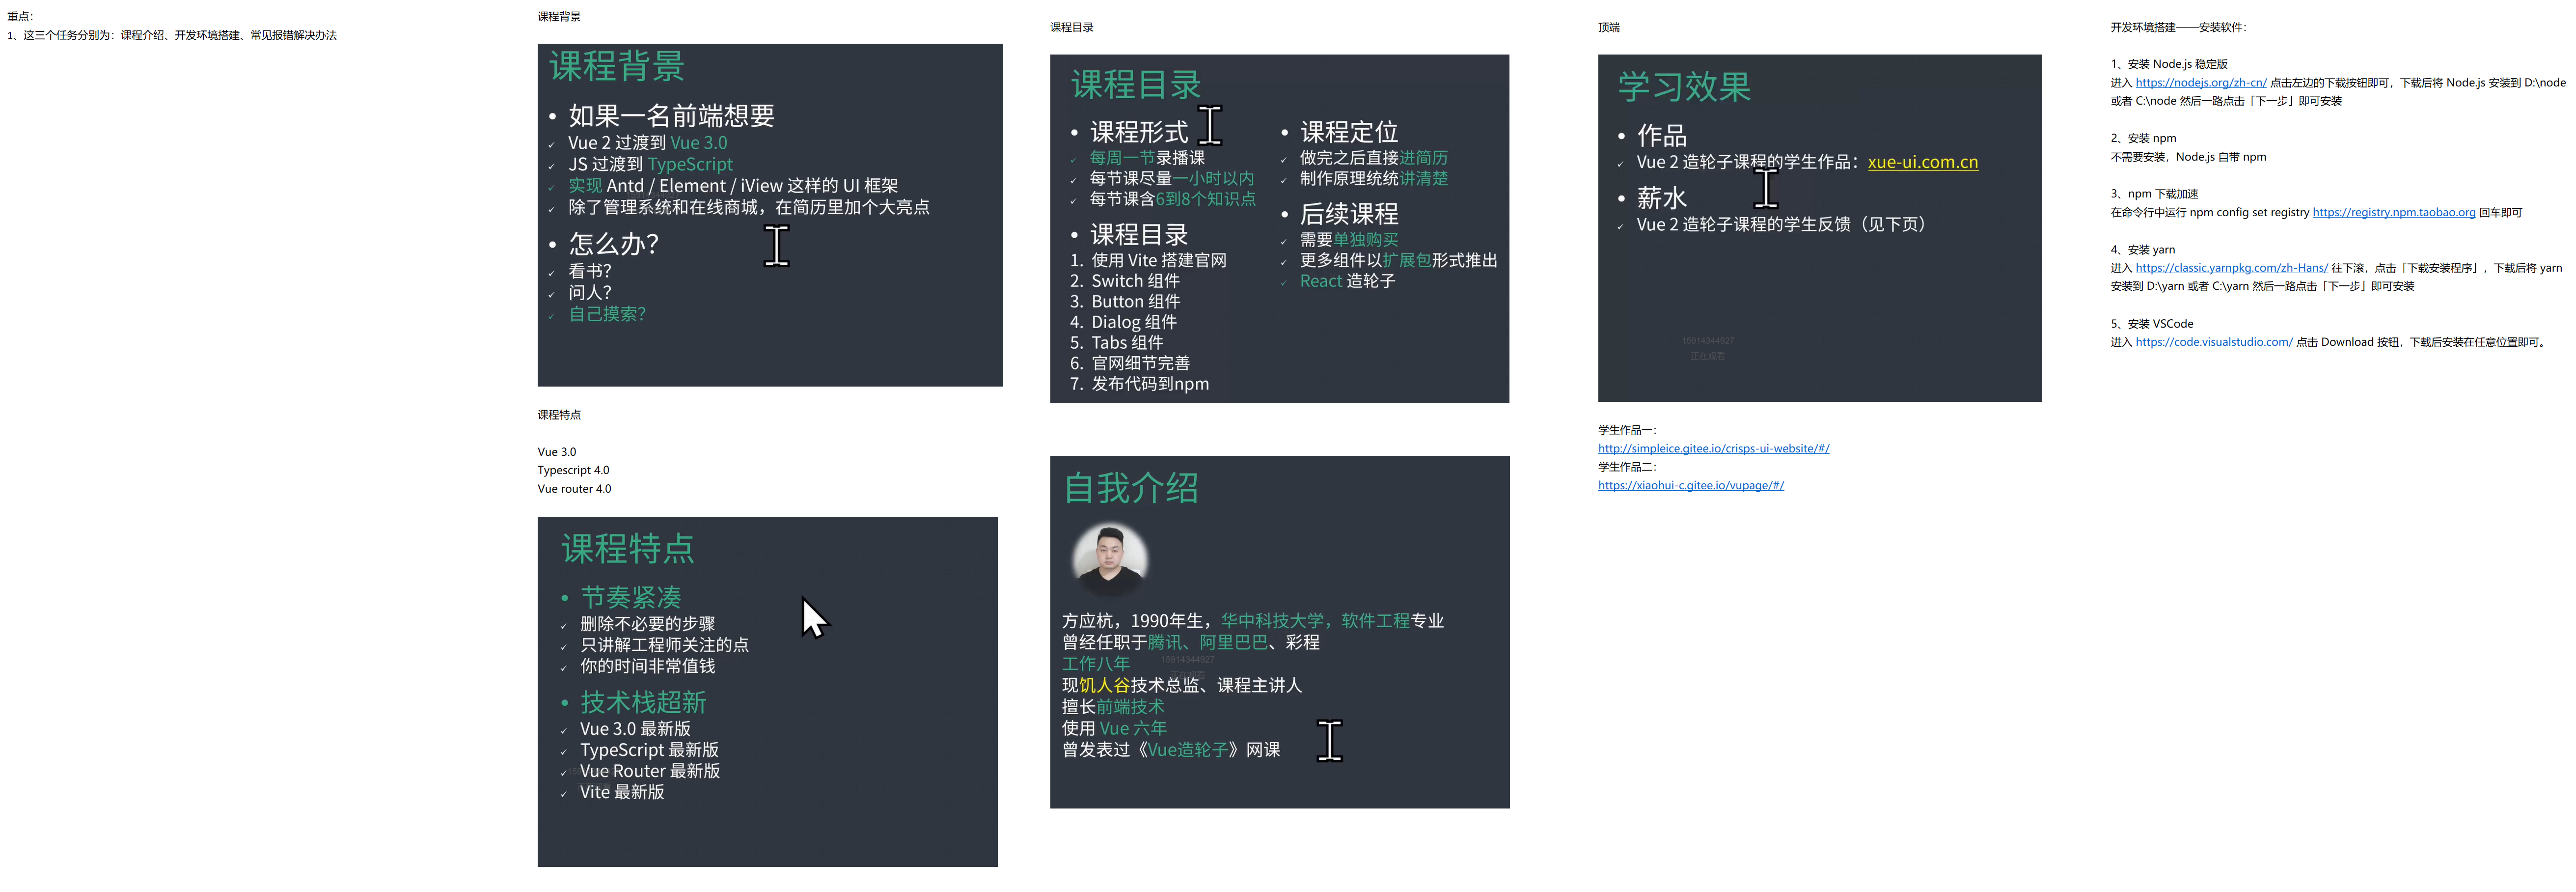 重点：
1、这三个任务分别为：课程介绍、开发环境搭建、常见报错解决办法
课程背景
课程背景
• 如果一名前端想要
✓ Vue 2 过渡到 Vue 3.0
✓ JS 过渡到 TypeScript
✓ 实现 Antd / Element / iView 这样的 UI 框架
✓ 除了管理系统和在线商城，在简历里加个大亮点
• 怎么办？
✓ 看书？
✓ 问人？
✓ 自己摸索？
课程特点
Vue 3.0
Typescript 4.0
Vue router 4.0
课程特点
• 节奏紧凑
✓ 删除不必要的步骤
✓ 只讲解工程师关注的点
✓ 你的时间非常值钱
• 技术栈超新
✓ Vue 3.0 最新版
✓ TypeScript 最新版
✓ Vue Router 最新版
✓ Vite 最新版
课程目录
课程目录
• 课程形式
✓ 每周一节录播课
✓ 每节课尽量一小时以内
✓ 每节课含6到8个知识点
• 课程目录
1. 使用 Vite 搭建官网
2. Switch 组件
3. Button 组件
4. Dialog 组件
5. Tabs 组件
6. 官网细节完善
7. 发布代码到npm
• 课程定位
✓ 做完之后直接进简历
✓ 制作原理统统讲清楚
• 后续课程
✓ 需要单独购买
✓ 更多组件以扩展包形式推出
✓ React 造轮子
自我介绍
方应杭，1990年生，华中科技大学，软件工程专业
曾经任职于腾讯、阿里巴巴、彩程
工作八年
15914344927
现饥人谷技术总监、课程主讲人
擅长前端技术
使用 Vue 六年
曾发表过《Vue造轮子》网课
顶端
学习效果
• 作品
✓ Vue 2 造轮子课程的学生作品：xue-ui.com.cn
• 薪水
✓ Vue 2 造轮子课程的学生反馈（见下页）
15914344927
正在观看
学生作品一：
http://simpleice.gitee.io/crisps-ui-website/#/
学生作品二：
https://xiaohui-c.gitee.io/vupage/#/
开发环境搭建——安装软件：
1、安装 Node.js 稳定版
进入 https://nodejs.org/zh-cn/ 点击左边的下载按钮即可，下载后将 Node.js 安装到 D:\node
或者 C:\node 然后一路点击「下一步」即可安装
2、安装 npm
不需要安装，Node.js 自带 npm
3、npm 下载加速
在命令行中运行 npm config set registry https://registry.npm.taobao.org 回车即可
4、安装 yarn
进入 https://classic.yarnpkg.com/zh-Hans/ 往下滚，点击「下载安装程序」，下载后将 yarn
安装到 D:\yarn 或者 C:\yarn 然后一路点击「下一步」即可安装
5、安装 VSCode
进入 https://code.visualstudio.com/ 点击 Download 按钮，下载后安装在任意位置即可。